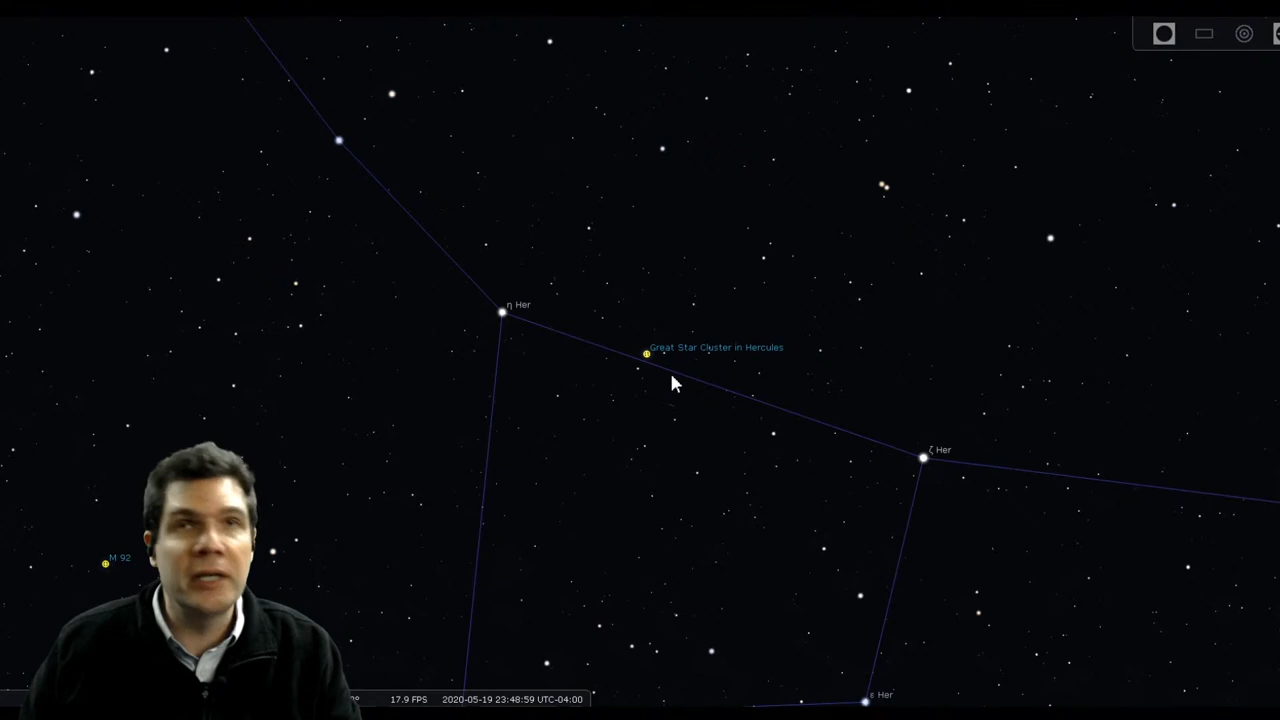 η Her
Great Star Cluster in Hercules
ζ Her
M 92
ε Her
17.9 FPS
2020-05-19 23:48:59 UTC-04:00